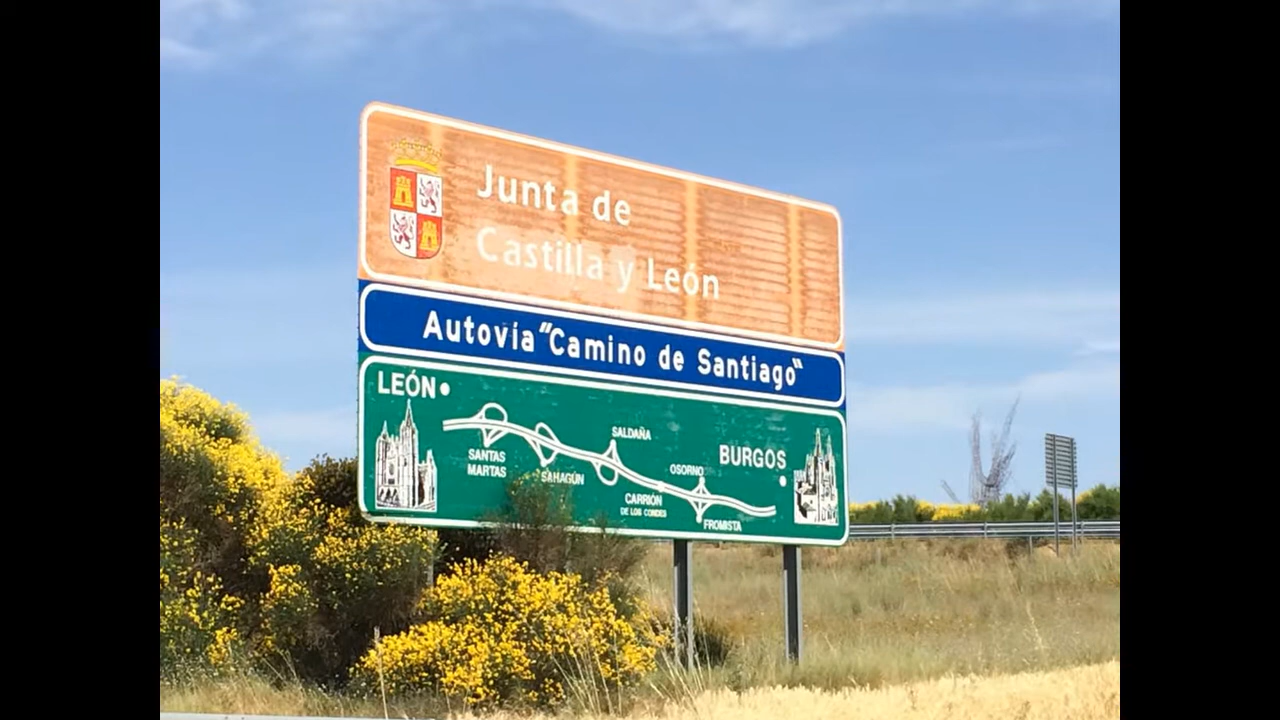 Junta de
Castilla y León
Autovía "Camino de Santiago"
LEÓN
SANTAS
MARTAS
SAHAGÚN
SALDAÑA
CARRIÓN
DE LOS CONDES
OSORNO
FROMISTA
BURGOS